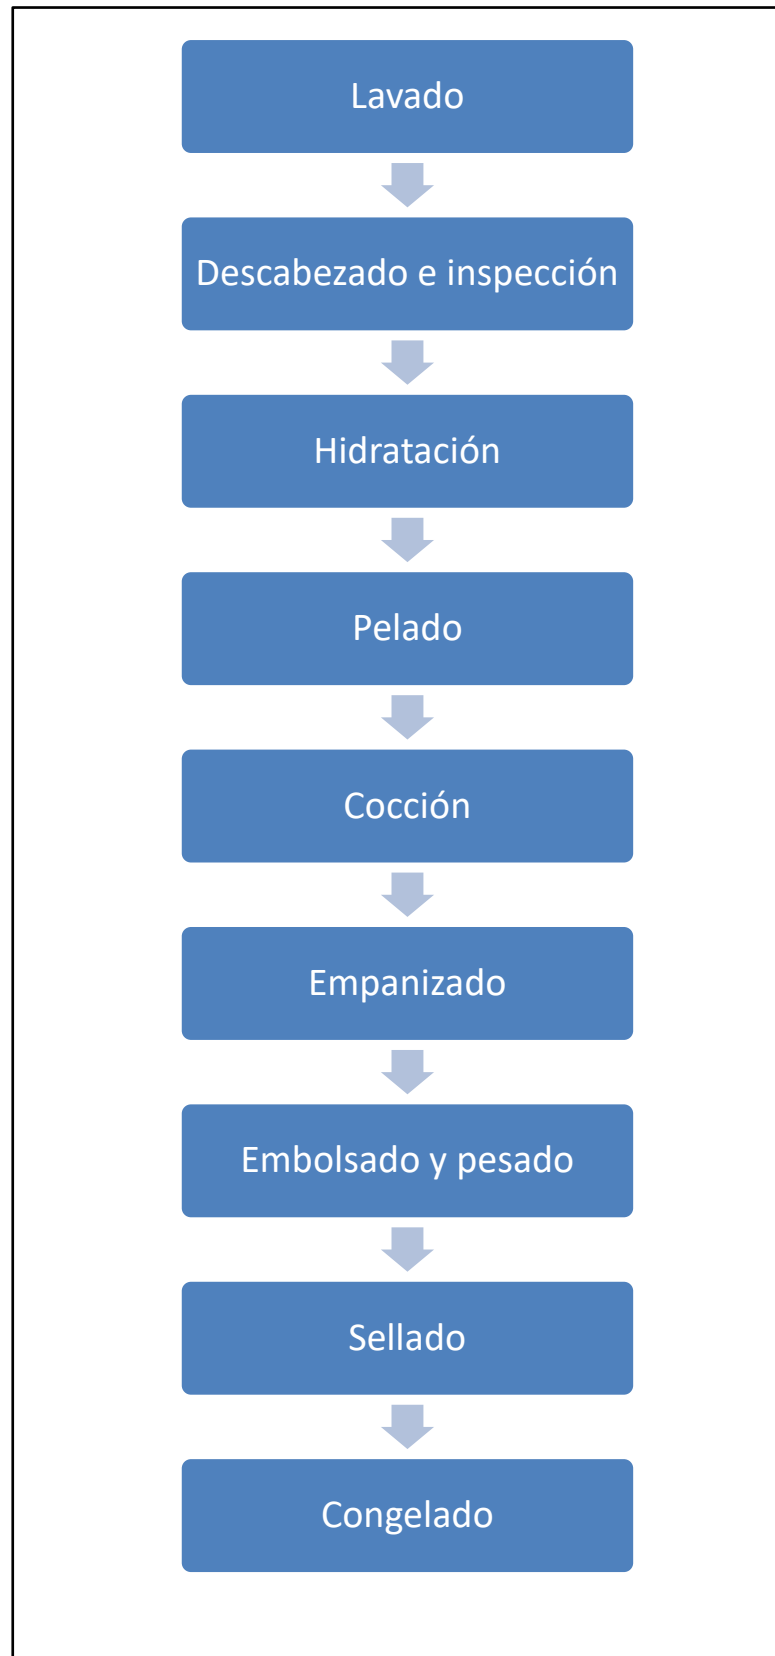 Lavado
Descabezado e inspección
Hidratación
Pelado
Cocción
Empanizado
Embolsado y pesado
Sellado
Congelado